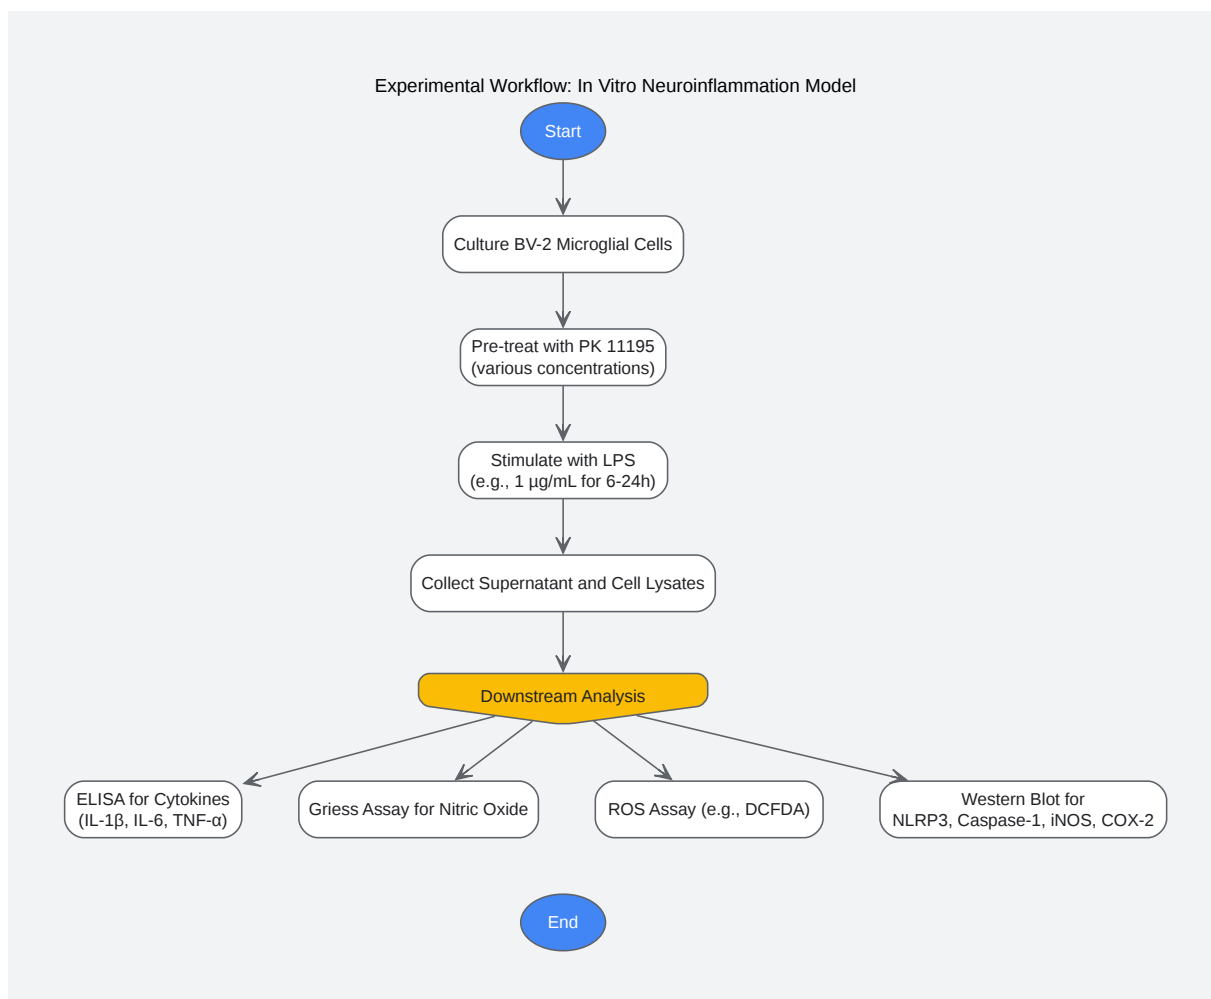 Experimental Workflow: In Vitro Neuroinflammation Model
Start
Culture BV-2 Microglial Cells
Pre-treat with PK 11195
(various concentrations)
Stimulate with LPS
(e.g., 1 µg/mL for 6-24h)
Collect Supernatant and Cell Lysates
Downstream Analysis
ELISA for Cytokines
(IL-1β, IL-6, TNF-α)
Griess Assay for Nitric Oxide
ROS Assay (e.g., DCFDA)
Western Blot for
NLRP3, Caspase-1, iNOS, COX-2
End